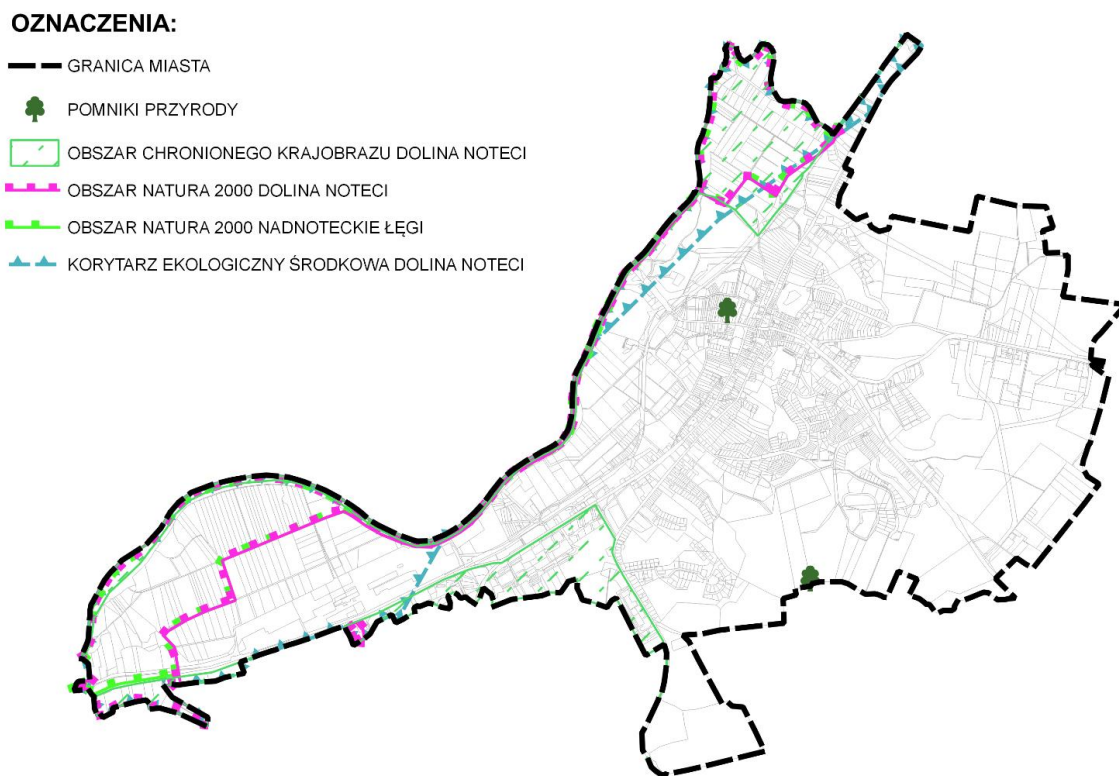 OZNACZENIA:
GRANICA MIASTA
POMNIKI PRZYRODY
OBSZAR CHRONIONEGO KRAJOBRAZU DOLINA NOTECI
OBSZAR NATURA 2000 DOLINA NOTECI
OBSZAR NATURA 2000 NADNOTECKIE ŁĘGI
KORYTARZ EKOLOGICZNY ŚRODKOWA DOLINA NOTECI